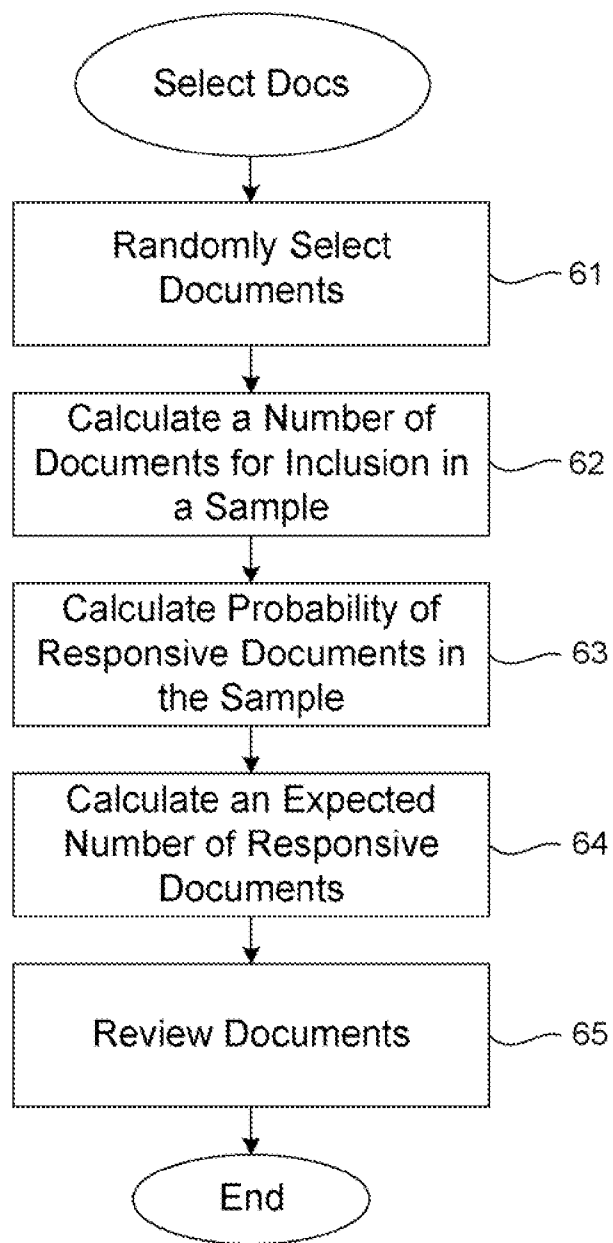 Select Docs
Randomly Select
Documents
61
Calculate a Number of
Documents for Inclusion in
a Sample
62
Calculate Probability of
Responsive Documents in
the Sample
63
Calculate an Expected
Number of Responsive
Documents
64
Review Documents
65
End